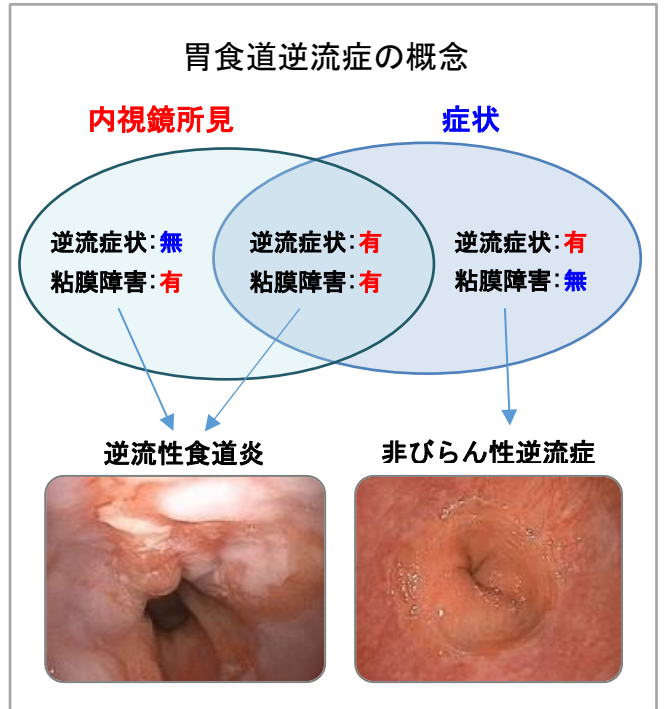 胃食道逆流症の概念
内視鏡所見
症状
逆流症状:無
粘膜障害:有
逆流症状:有
粘膜障害:有
逆流症状:有
粘膜障害:無
逆流性食道炎
非びらん性逆流症